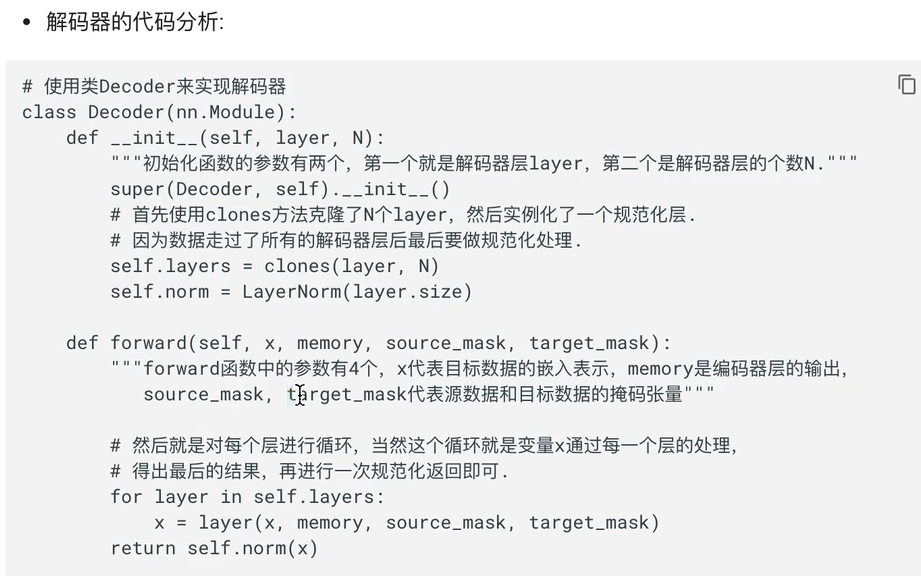 • 解码器的代码分析:
# 使用类Decoder来实现解码器
class Decoder(nn.Module):
    def __init__(self, layer, N):
        """初始化函数的参数有两个，第一个就是解码器层layer，第二个是解码器层的个数N."""
        super(Decoder, self).__init__()
        # 首先使用clones方法克隆了N个layer，然后实例化了一个规范化层.
        # 因为数据走过了所有的解码器层后最后要做规范化处理.
        self.layers = clones(layer, N)
        self.norm = LayerNorm(layer.size)
    def forward(self, x, memory, source_mask, target_mask):
        """forward函数中的参数有4个，x代表目标数据的嵌入表示，memory是编码器层的输出，
           source_mask, target_mask代表源数据和目标数据的掩码张量"""
        # 然后就是对每个层进行循环，当然这个循环就是变量x通过每一个层的处理，
        # 得出最后的结果，再进行一次规范化返回即可.
        for layer in self.layers:
            x = layer(x, memory, source_mask, target_mask)
        return self.norm(x)